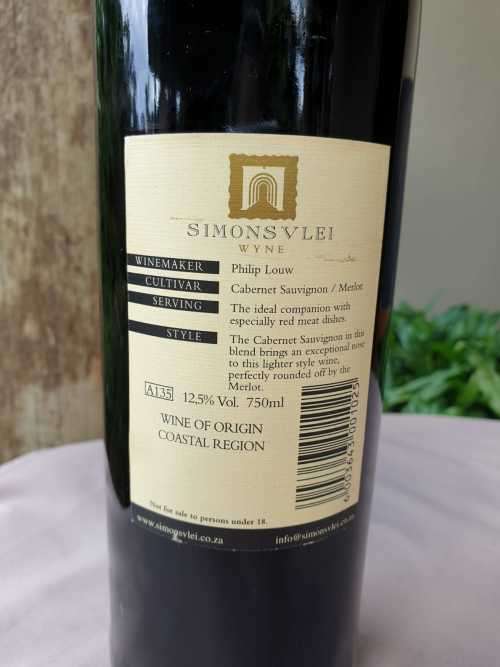 SIMONSVLEI
WYNE
WINEMAKER Philip Louw
CULTIVAR Cabernet Sauvignon / Merlot
SERVING The ideal companion with
especially red meat dishes.
STYLE The Cabernet Sauvignon in this
blend brings an exceptional nose
to this lighter style wine,
perfectly rounded off by the
Merlot.
A135 12,5% Vol. 750ml
WINE OF ORIGIN
COASTAL REGION
6 003643 001025
Not for sale to persons under 18.
www.simonsvlei.co.za info@simonsvlei.co.za